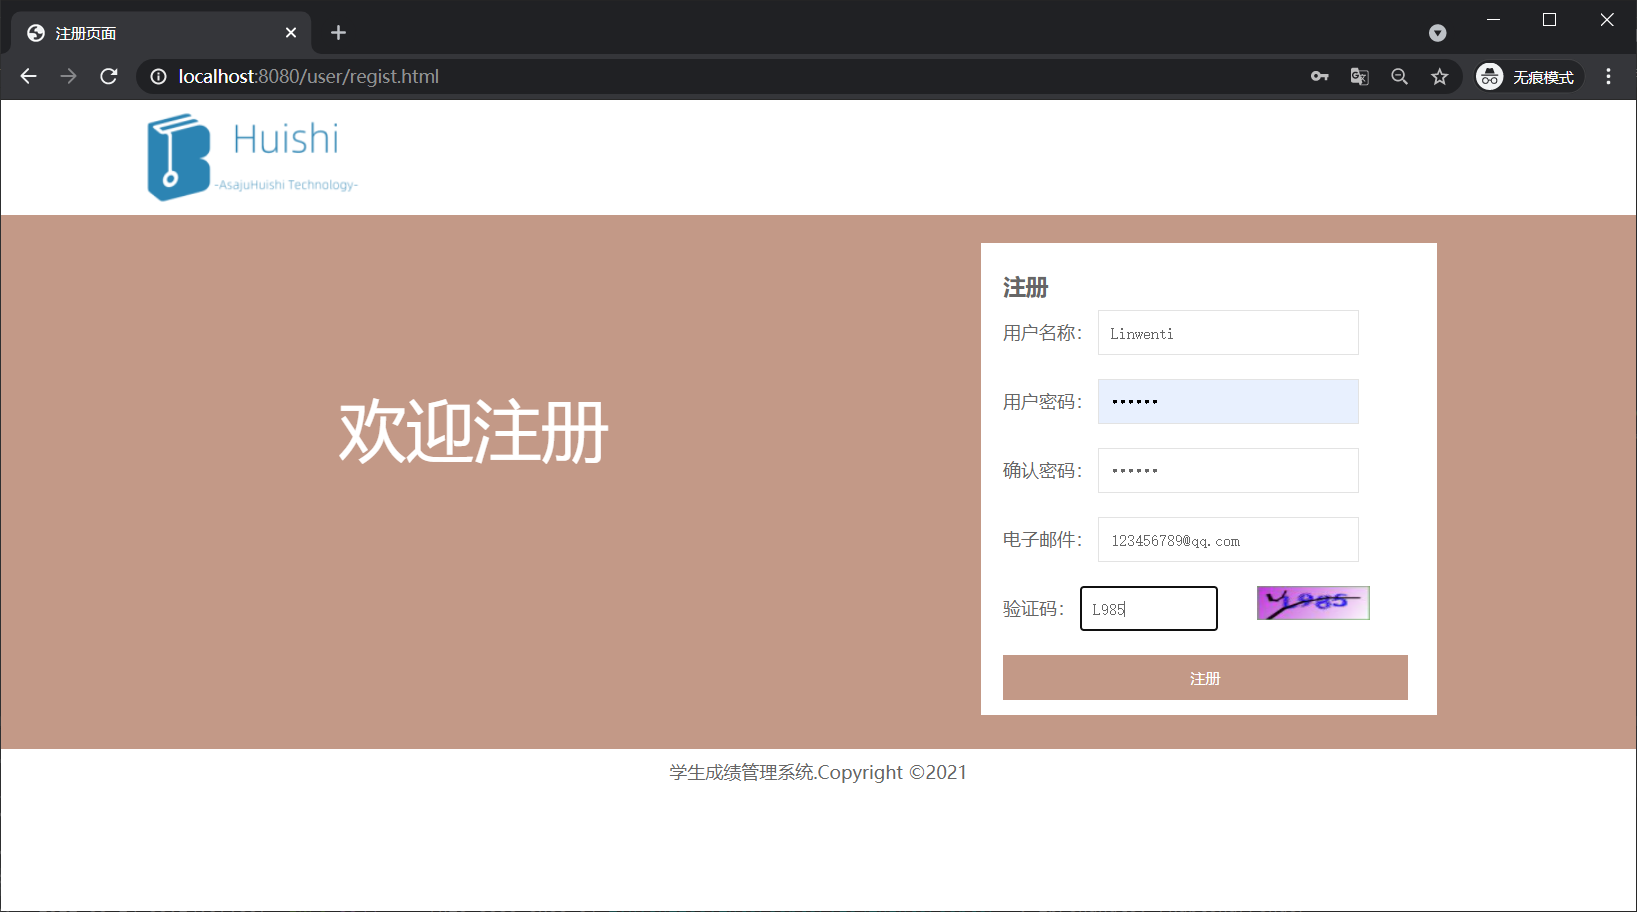 注册页面
localhost:8080/user/regist.html
无痕模式
Huishi
-AsajuHuishi Technology-
欢迎注册
注册
用户名称： Linwenti
用户密码： ••••••
确认密码： ••••••
电子邮件： 123456789@qq.com
验证码： L985 L985
注册
学生成绩管理系统.Copyright ©2021